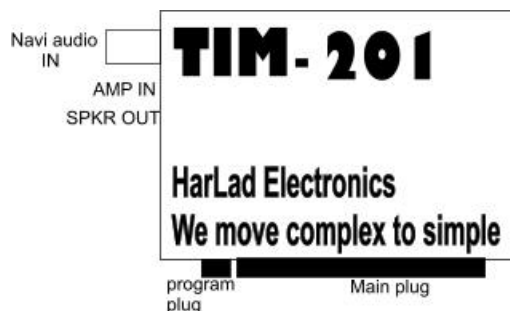 Navi audio
IN
TIM- 201
AMP IN
SPKR OUT
HarLad Electronics
We move complex to simple
program
plug
Main plug